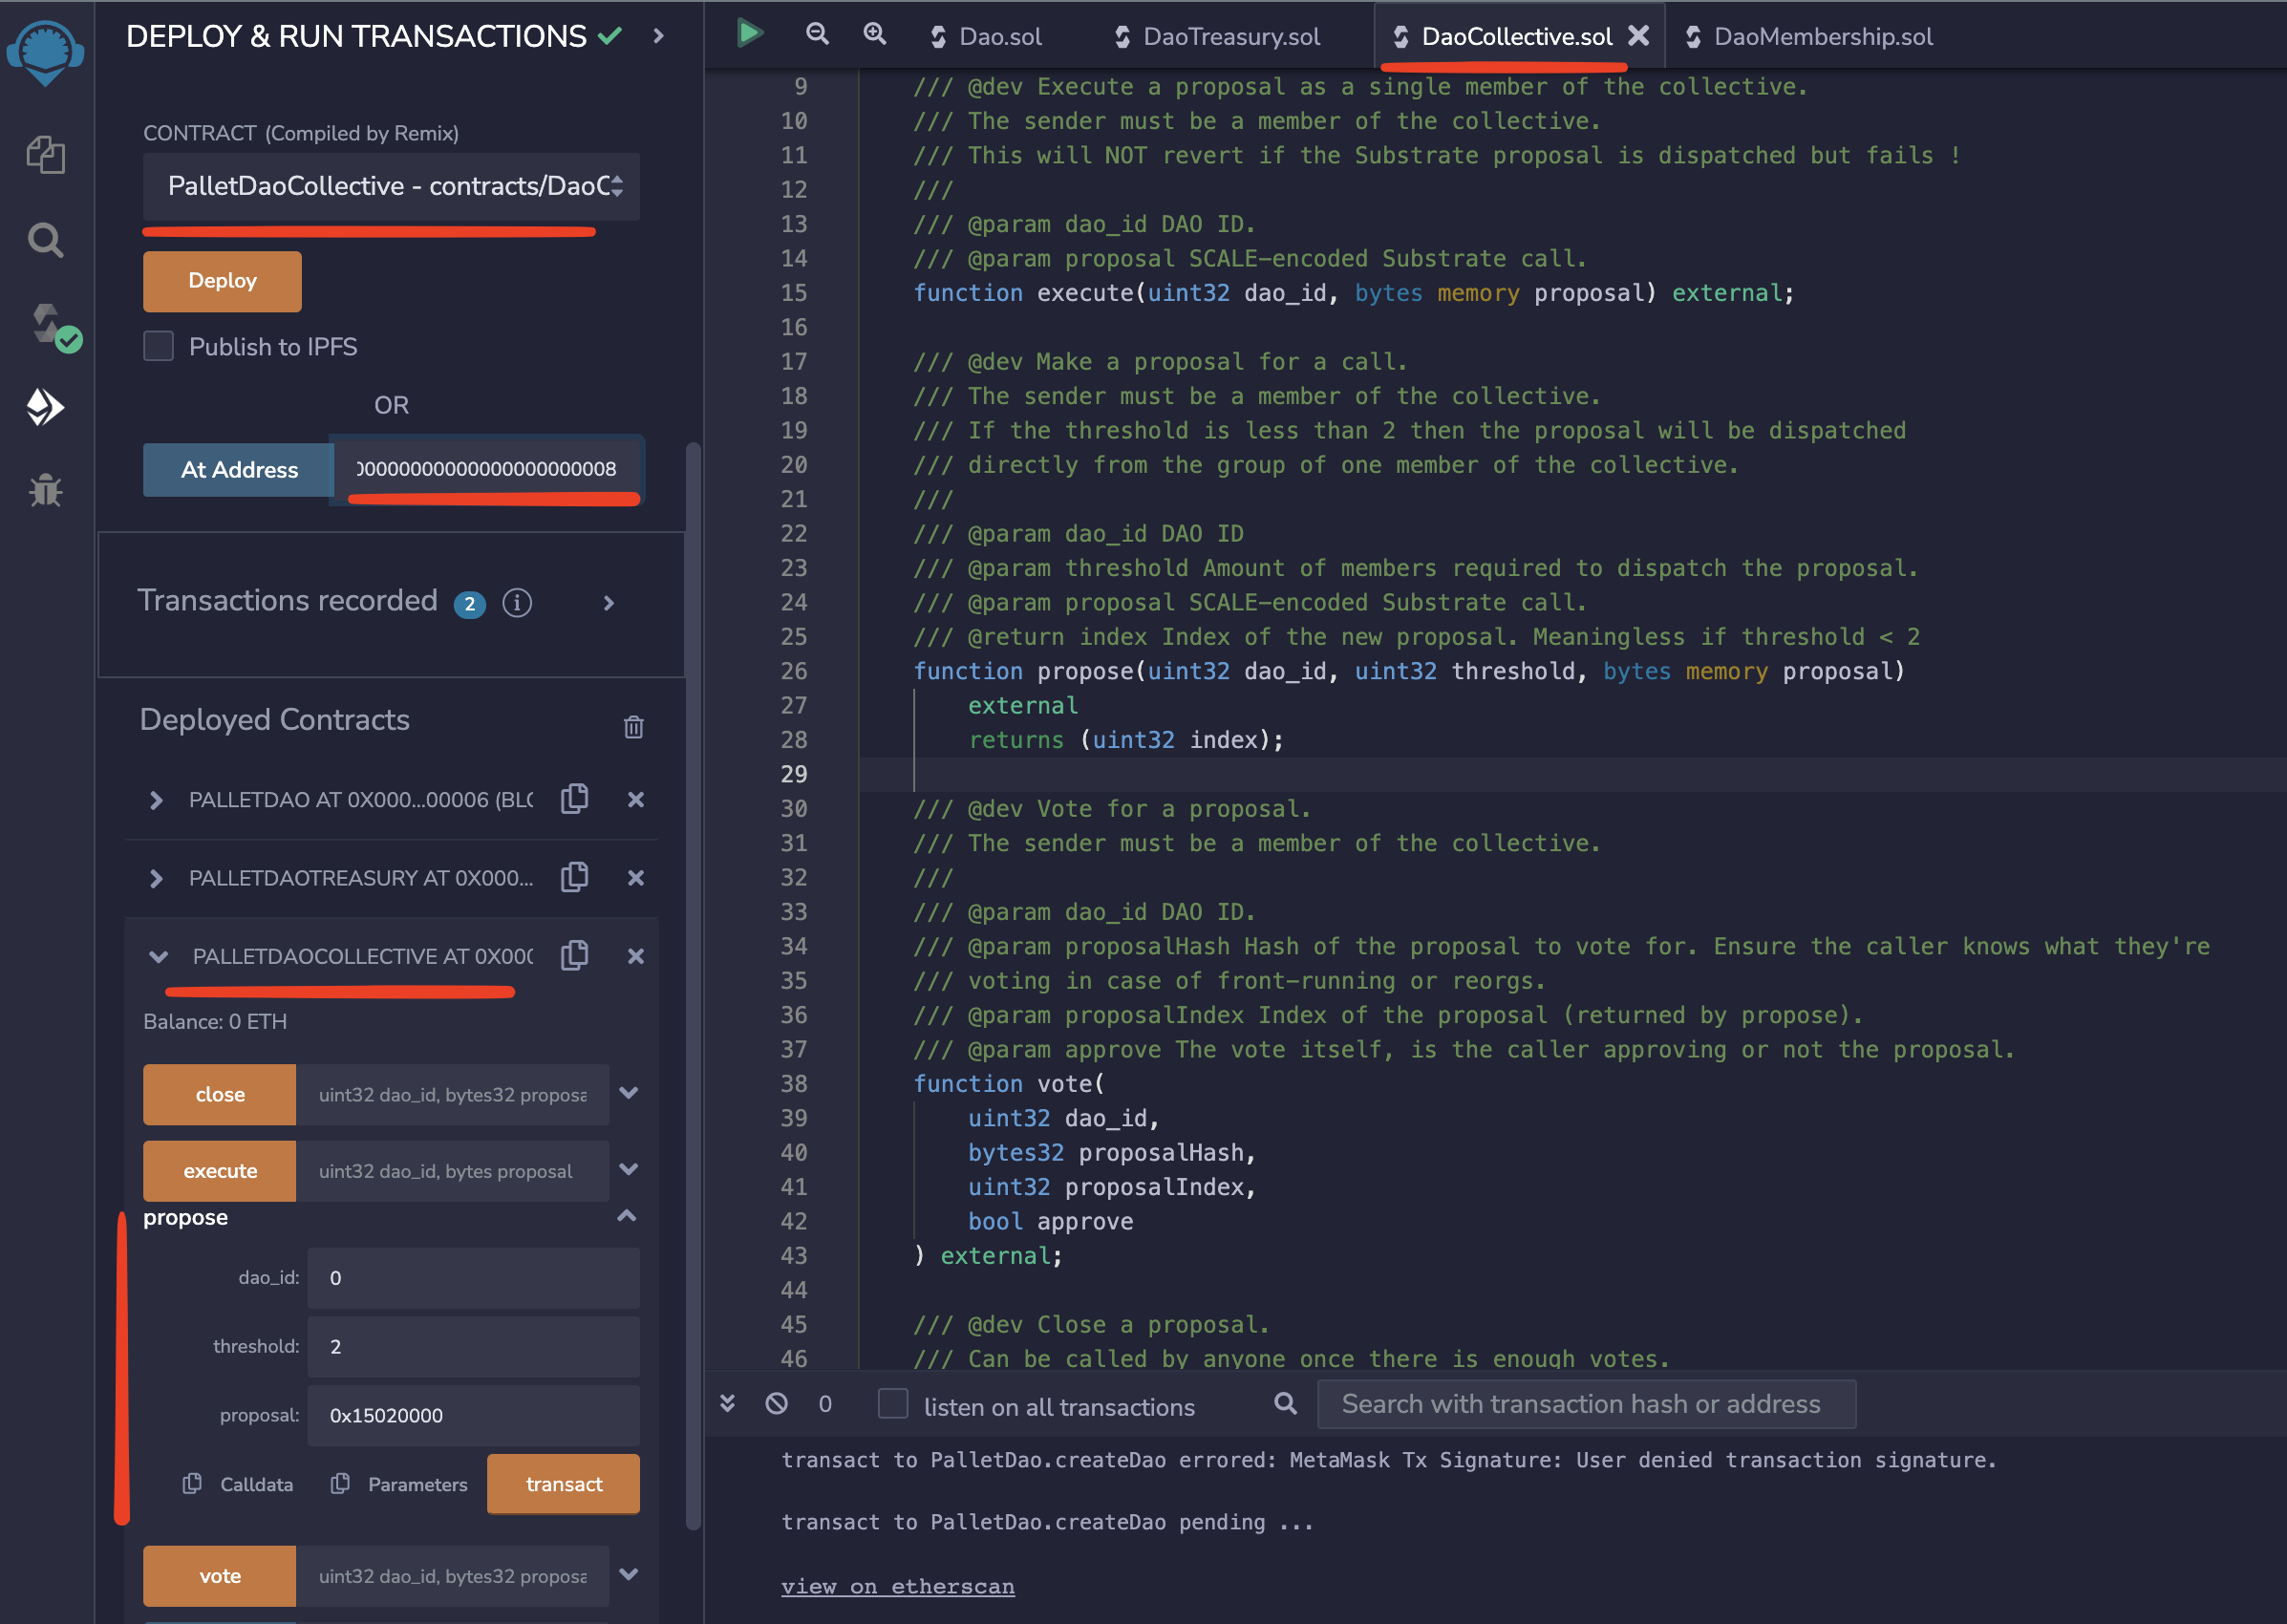 DEPLOY & RUN TRANSACTIONS
CONTRACT (Compiled by Remix)
PalletDaoCollective - contracts/DaoC
Deploy
Publish to IPFS
OR
At Address
00000000000000000000000008
Transactions recorded 2 i
Deployed Contracts
PALLETDAO AT 0X000...00006 (BLO
PALLETDAOTREASURY AT 0X000...
PALLETDAOCOLLECTIVE AT 0X000
Balance: 0 ETH
close uint32 dao_id, bytes32 proposa
execute uint32 dao_id, bytes proposal
propose
dao_id: 0
threshold: 2
proposal: 0x15020000
Calldata Parameters transact
vote uint32 dao_id, bytes32 proposa
Dao.sol DaoTreasury.sol DaoCollective.sol DaoMembership.sol
9 /// @dev Execute a proposal as a single member of the collective.
10 /// The sender must be a member of the collective.
11 /// This will NOT revert if the Substrate proposal is dispatched but fails !
12 ///
13 /// @param dao_id DAO ID.
14 /// @param proposal SCALE-encoded Substrate call.
15 function execute(uint32 dao_id, bytes memory proposal) external;
16
17 /// @dev Make a proposal for a call.
18 /// The sender must be a member of the collective.
19 /// If the threshold is less than 2 then the proposal will be dispatched
20 /// directly from the group of one member of the collective.
21 ///
22 /// @param dao_id DAO ID
23 /// @param threshold Amount of members required to dispatch the proposal.
24 /// @param proposal SCALE-encoded Substrate call.
25 /// @return index Index of the new proposal. Meaningless if threshold < 2
26 function propose(uint32 dao_id, uint32 threshold, bytes memory proposal)
27 external
28 returns (uint32 index);
29
30 /// @dev Vote for a proposal.
31 /// The sender must be a member of the collective.
32 ///
33 /// @param dao_id DAO ID.
34 /// @param proposalHash Hash of the proposal to vote for. Ensure the caller knows what they're
35 /// voting in case of front-running or reorgs.
36 /// @param proposalIndex Index of the proposal (returned by propose).
37 /// @param approve The vote itself, is the caller approving or not the proposal.
38 function vote(
39 uint32 dao_id,
40 bytes32 proposalHash,
41 uint32 proposalIndex,
42 bool approve
43 ) external;
44
45 /// @dev Close a proposal.
46 /// Can be called by anyone once there is enough votes.
0 listen on all transactions Search with transaction hash or address
transact to PalletDao.createDao errored: MetaMask Tx Signature: User denied transaction signature.
transact to PalletDao.createDao pending ...
view on etherscan